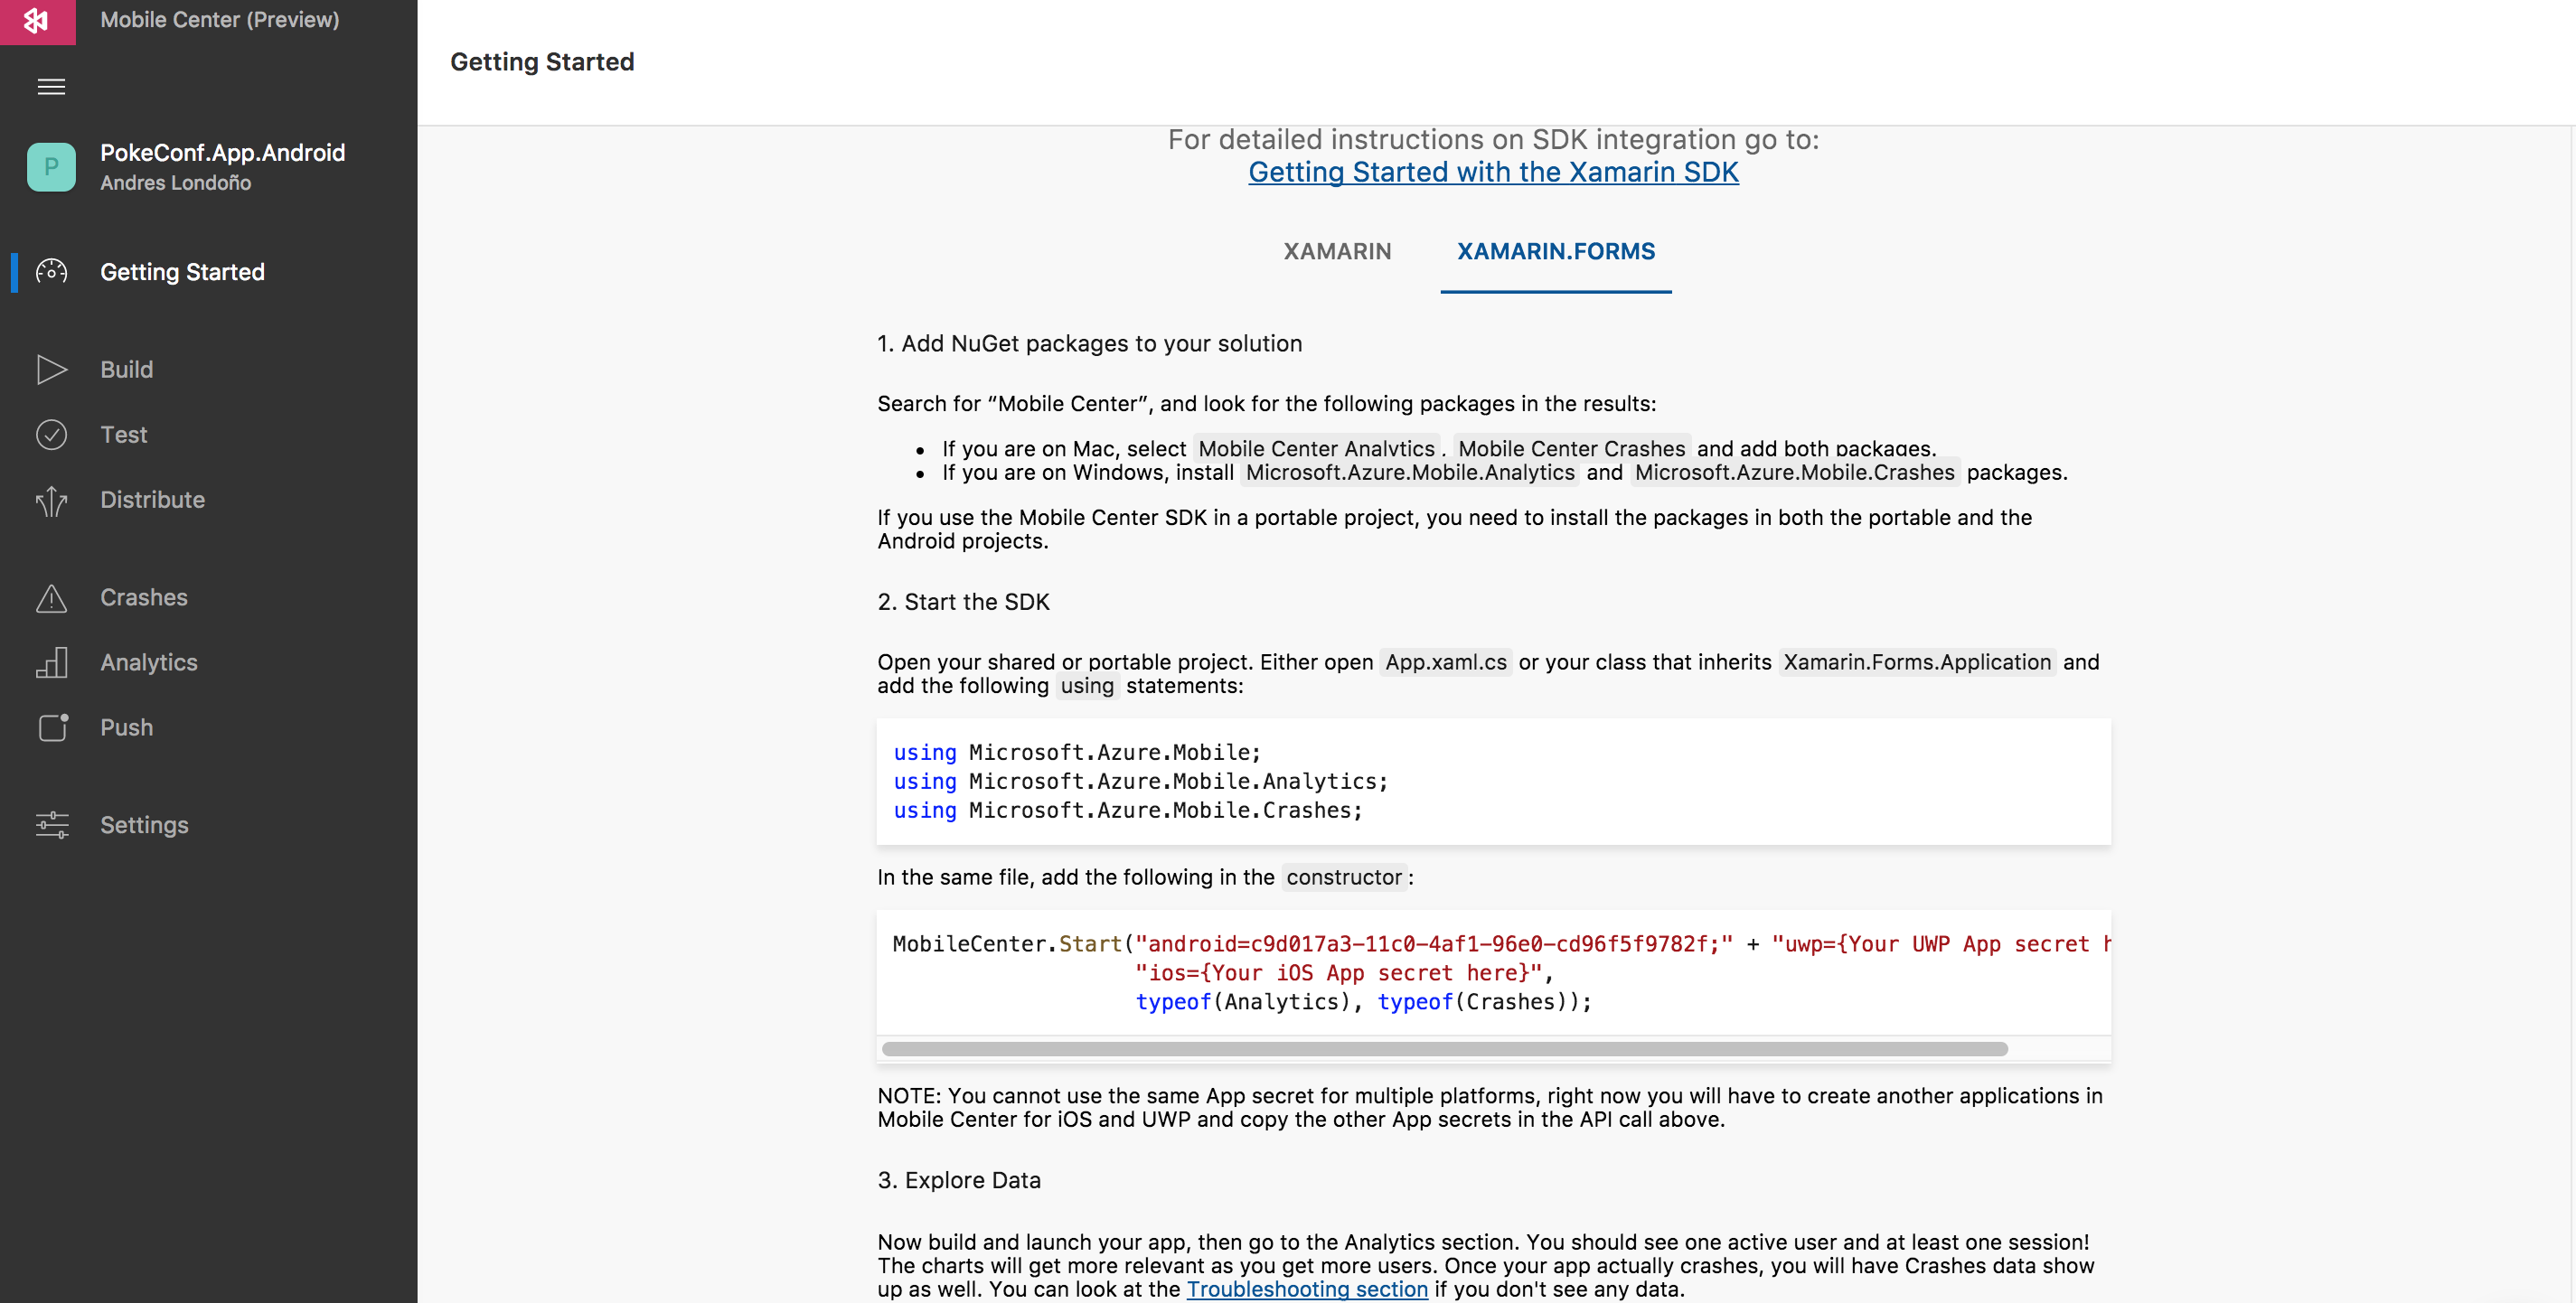 Mobile Center (Preview)
PokeConf.App.Android
Andres Londoño
Getting Started
Build
Test
Distribute
Crashes
Analytics
Push
Settings
Getting Started
For detailed instructions on SDK integration go to:
Getting Started with the Xamarin SDK
XAMARIN XAMARIN.FORMS
1. Add NuGet packages to your solution
Search for “Mobile Center”, and look for the following packages in the results:
• If you are on Mac, select Mobile Center Analytics, Mobile Center Crashes and add both packages.
• If you are on Windows, install Microsoft.Azure.Mobile.Analytics and Microsoft.Azure.Mobile.Crashes packages.
If you use the Mobile Center SDK in a portable project, you need to install the packages in both the portable and the
Android projects.
2. Start the SDK
Open your shared or portable project. Either open App.xaml.cs or your class that inherits Xamarin.Forms.Application and
add the following using statements:
using Microsoft.Azure.Mobile;
using Microsoft.Azure.Mobile.Analytics;
using Microsoft.Azure.Mobile.Crashes;
In the same file, add the following in the constructor:
MobileCenter.Start("android=c9d017a3-11c0-4af1-96e0-cd96f5f9782f;" + "uwp={Your UWP App secret
"ios={Your iOS App secret here}",
typeof(Analytics), typeof(Crashes));
NOTE: You cannot use the same App secret for multiple platforms, right now you will have to create another applications in
Mobile Center for iOS and UWP and copy the other App secrets in the API call above.
3. Explore Data
Now build and launch your app, then go to the Analytics section. You should see one active user and at least one session!
The charts will get more relevant as you get more users. Once your app actually crashes, you will have Crashes data show
up as well. You can look at the Troubleshooting section if you don't see any data.